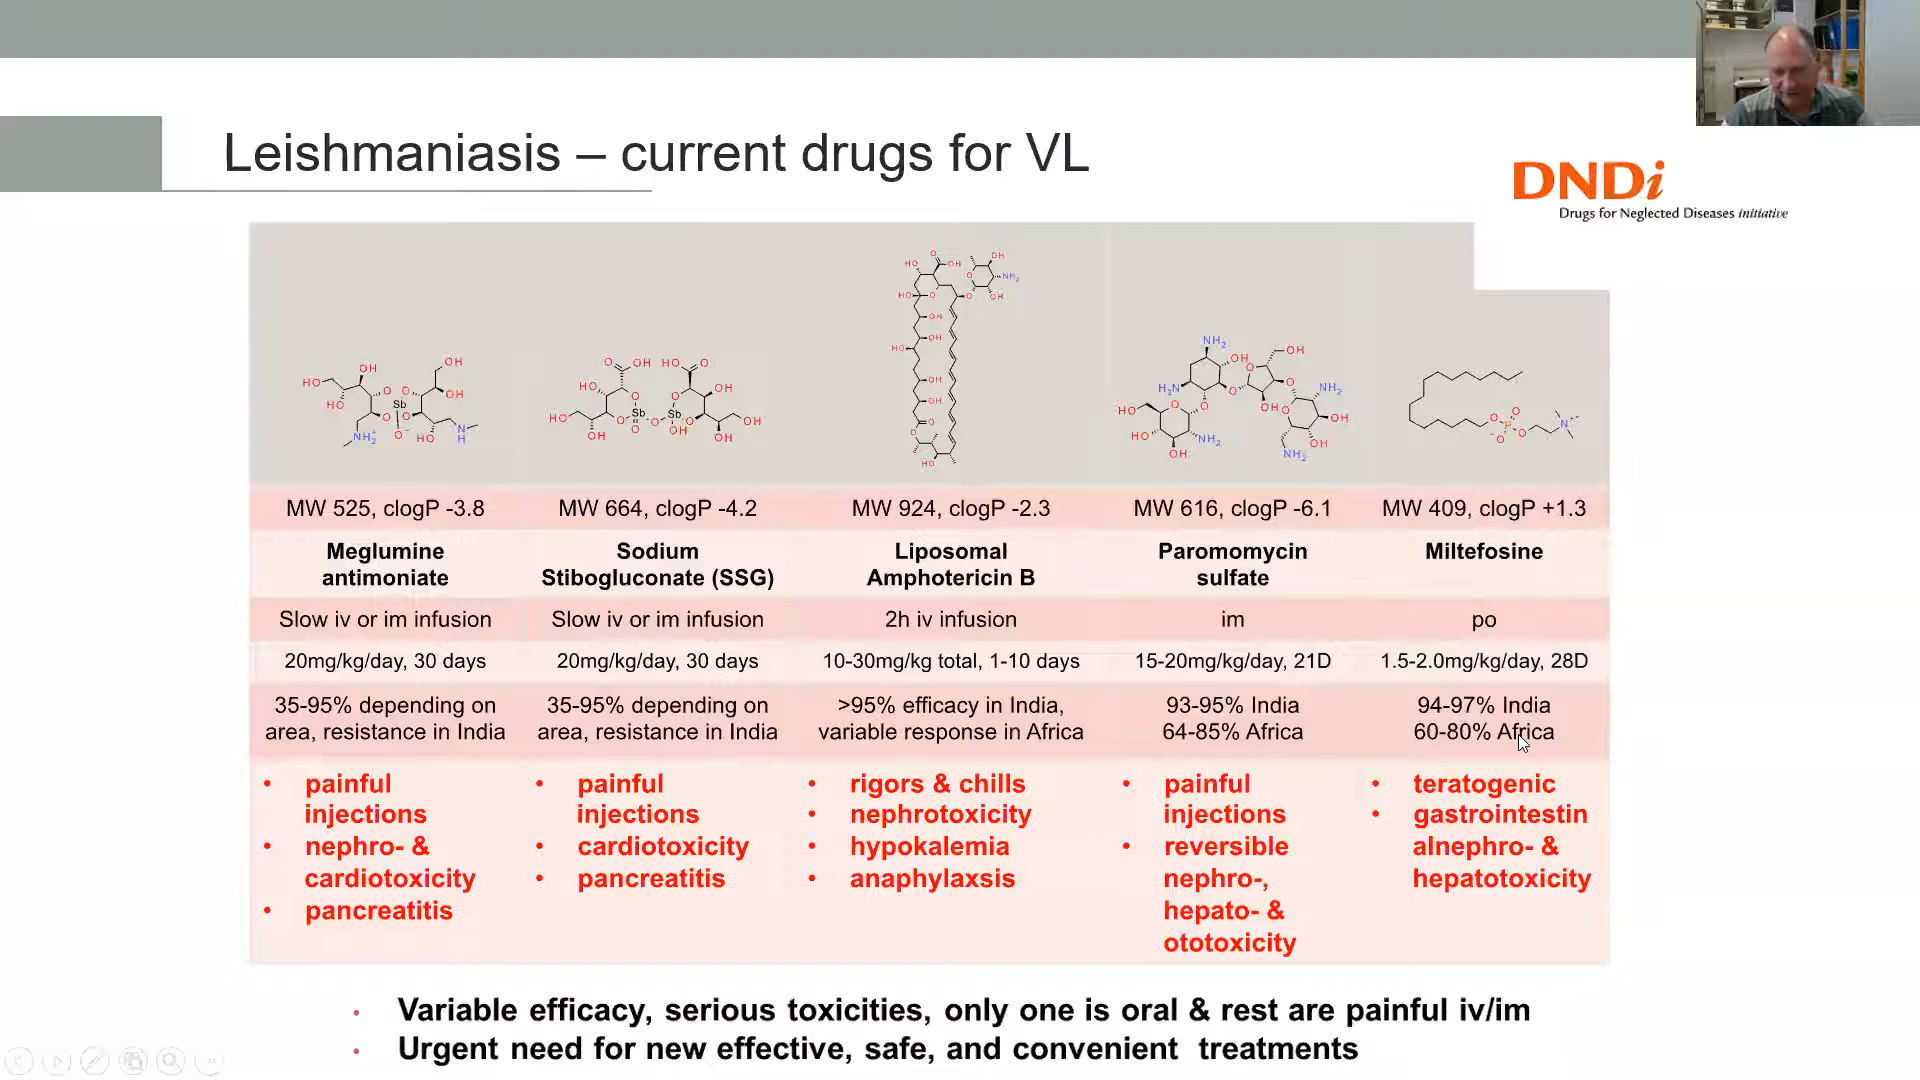 Leishmaniasis – current drugs for VL
DNDi
Drugs for Neglected Diseases initiative
MW 525, clogP -3.8
MW 664, clogP -4.2
MW 924, clogP -2.3
MW 616, clogP -6.1
MW 409, clogP +1.3
Meglumine
antimoniate
Sodium
Stibogluconate (SSG)
Liposomal
Amphotericin B
Paromomycin
sulfate
Miltefosine
Slow iv or im infusion
Slow iv or im infusion
2h iv infusion
im
po
20mg/kg/day, 30 days
20mg/kg/day, 30 days
10-30mg/kg total, 1-10 days
15-20mg/kg/day, 21D
1.5-2.0mg/kg/day, 28D
35-95% depending on
area, resistance in India
35-95% depending on
area, resistance in India
>95% efficacy in India,
variable response in Africa
93-95% India
64-85% Africa
94-97% India
60-80% Africa
• painful
injections
• nephro- &
cardiotoxicity
• pancreatitis
• painful
injections
• cardiotoxicity
• pancreatitis
• rigors & chills
• nephrotoxicity
• hypokalemia
• anaphylaxsis
• painful
injections
• reversible
nephro-,
hepato- &
ototoxicity
• teratogenic
• gastrointestin
alnephro- &
hepatotoxicity
• Variable efficacy, serious toxicities, only one is oral & rest are painful iv/im
• Urgent need for new effective, safe, and convenient treatments